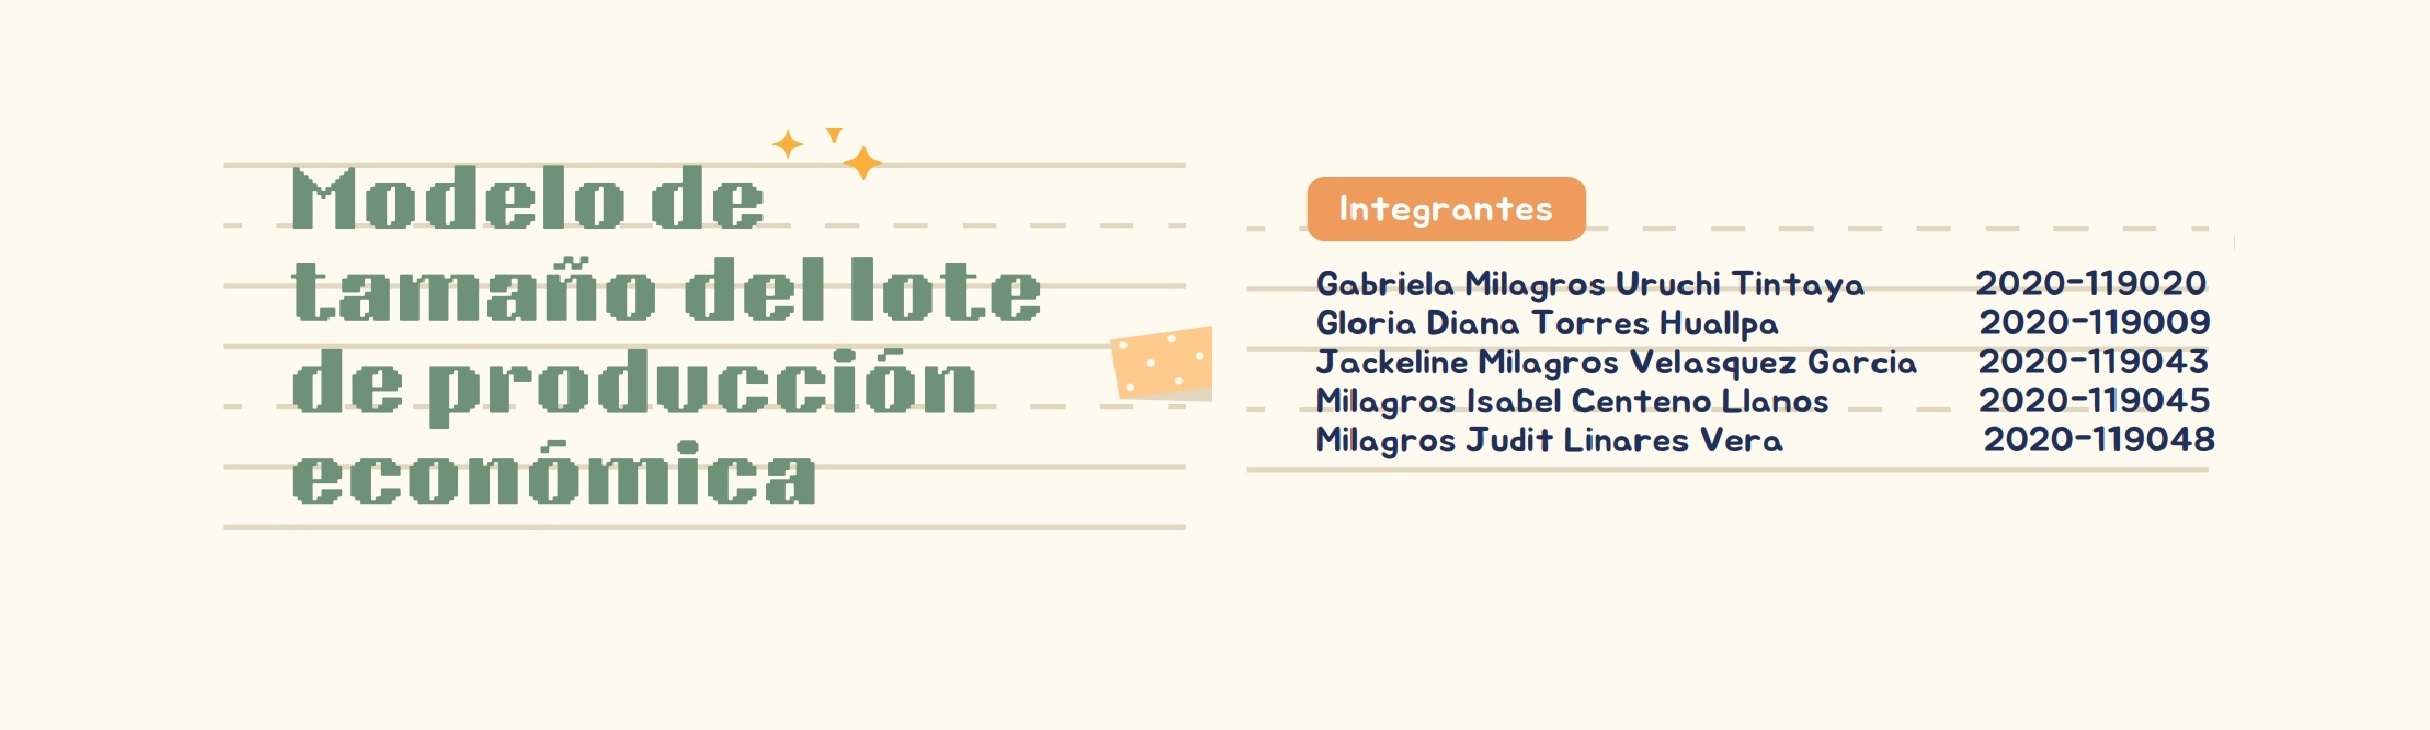 Modelo de
tamaño del lote
de producción
económica
Integrantes
Gabriela Milagros Uruchi Tintaya 2020-119020
Gloria Diana Torres Huallpa 2020-119009
Jackeline Milagros Velasquez Garcia 2020-119043
Milagros Isabel Centeno Llanos 2020-119045
Milagros Judit Linares Vera 2020-119048